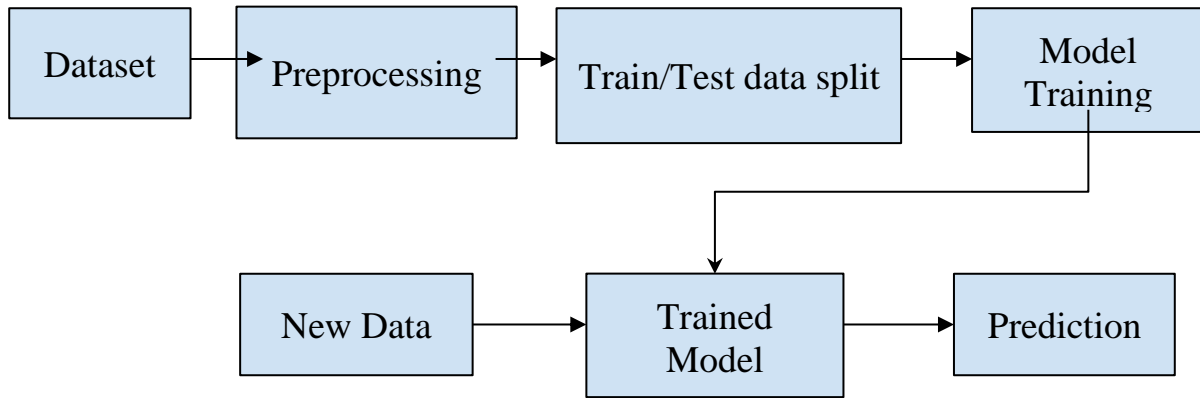 Dataset
Preprocessing
Train/Test data split
Model
Training
New Data
Trained
Model
Prediction